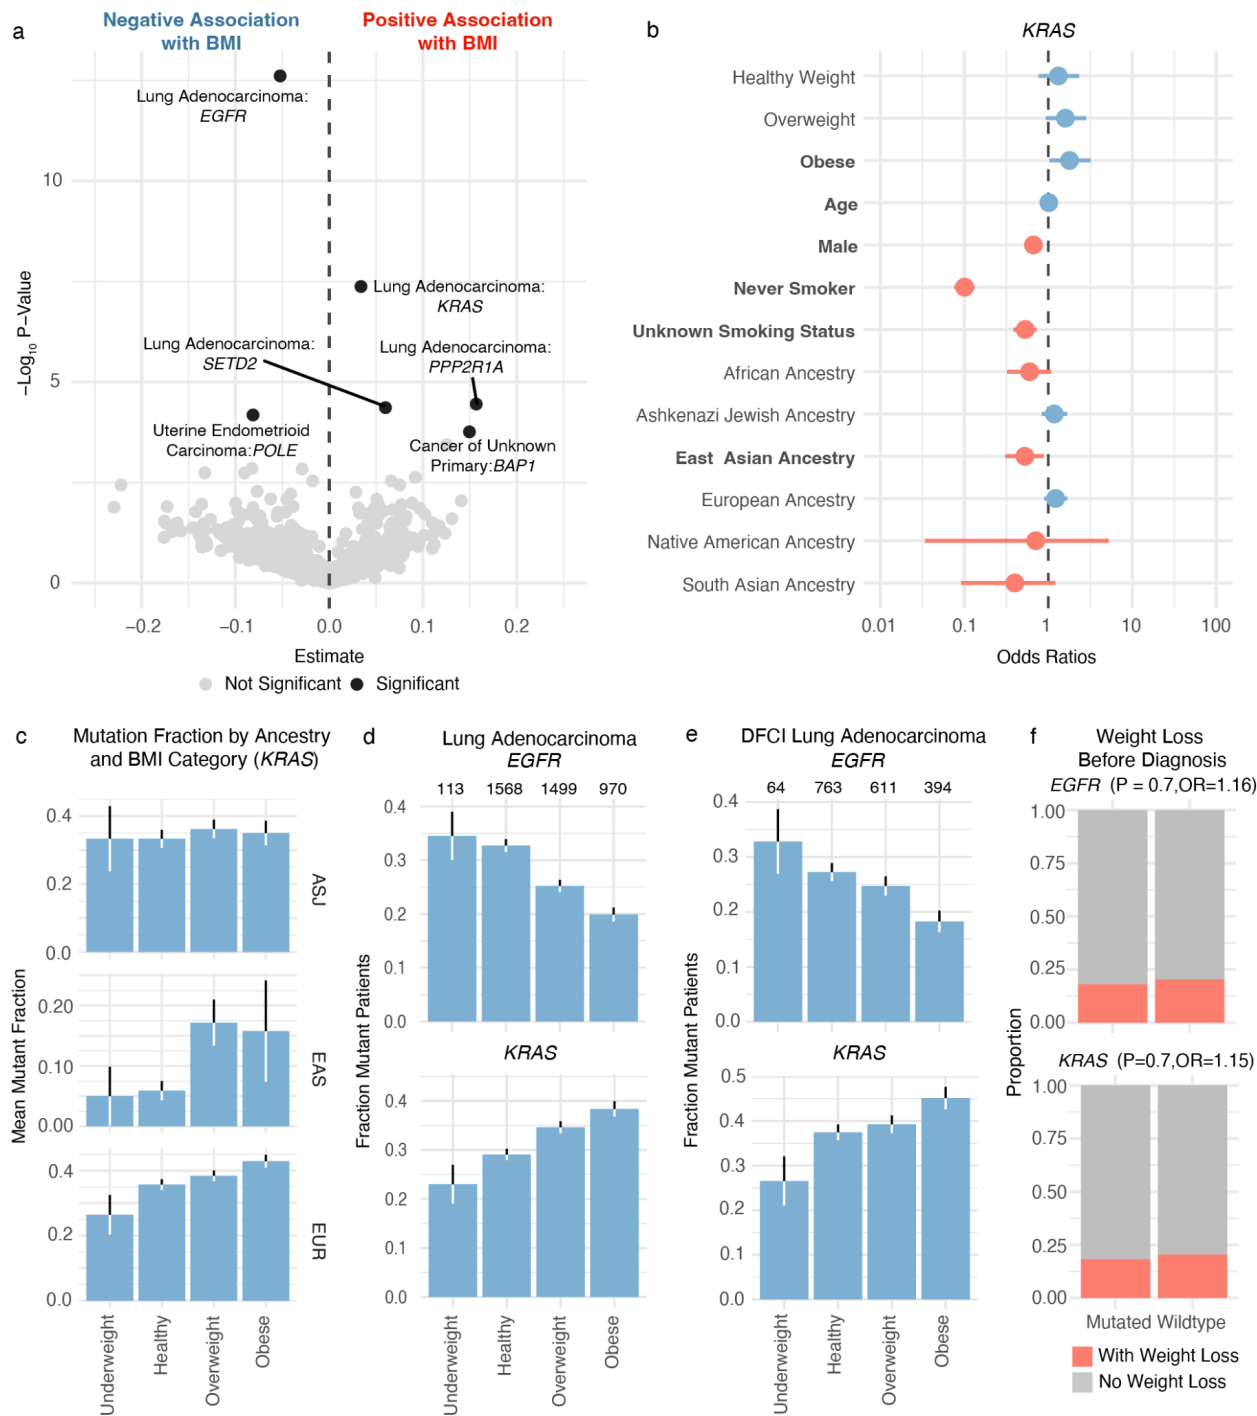 a
Negative Association
with BMI
Positive Association
with BMI
Lung Adenocarcinoma:
EGFR
Lung Adenocarcinoma:
KRAS
Lung Adenocarcinoma:
SETD2
Lung Adenocarcinoma:
PPP2R1A
Uterine Endometrioid
Carcinoma:POLE
Cancer of Unknown
Primary:BAP1
10
5
0
−Log10 P−Value
−0.2
−0.1
0.0
0.1
0.2
Estimate
Not Significant
Significant
b
KRAS
Healthy Weight
Overweight
Obese
Age
Male
Never Smoker
Unknown Smoking Status
African Ancestry
Ashkenazi Jewish Ancestry
East Asian Ancestry
European Ancestry
Native American Ancestry
South Asian Ancestry
0.01
0.1
1
10
100
Odds Ratios
c
Mutation Fraction by Ancestry
and BMI Category (KRAS)
Mean Mutant Fraction
0.4
0.2
0.0
ASJ
0.20
0.10
0.00
EAS
0.4
0.2
0.0
EUR
Underweight
Healthy
Overweight
Obese
d
Lung Adenocarcinoma
EGFR
113
1568
1499
970
0.4
0.3
0.2
0.1
0.0
Fraction Mutant Patients
KRAS
0.4
0.3
0.2
0.1
0.0
Underweight
Healthy
Overweight
Obese
e
DFCI Lung Adenocarcinoma
EGFR
64
763
611
394
0.4
0.3
0.2
0.1
0.0
Fraction Mutant Patients
KRAS
0.5
0.4
0.3
0.2
0.1
0.0
Underweight
Healthy
Overweight
Obese
f
Weight Loss
Before Diagnosis
EGFR (P = 0.7,OR=1.16)
1.00
0.75
0.50
0.25
0.00
Proportion
KRAS (P=0.7,OR=1.15)
1.00
0.75
0.50
0.25
0.00
Mutated Wildtype
With Weight Loss
No Weight Loss